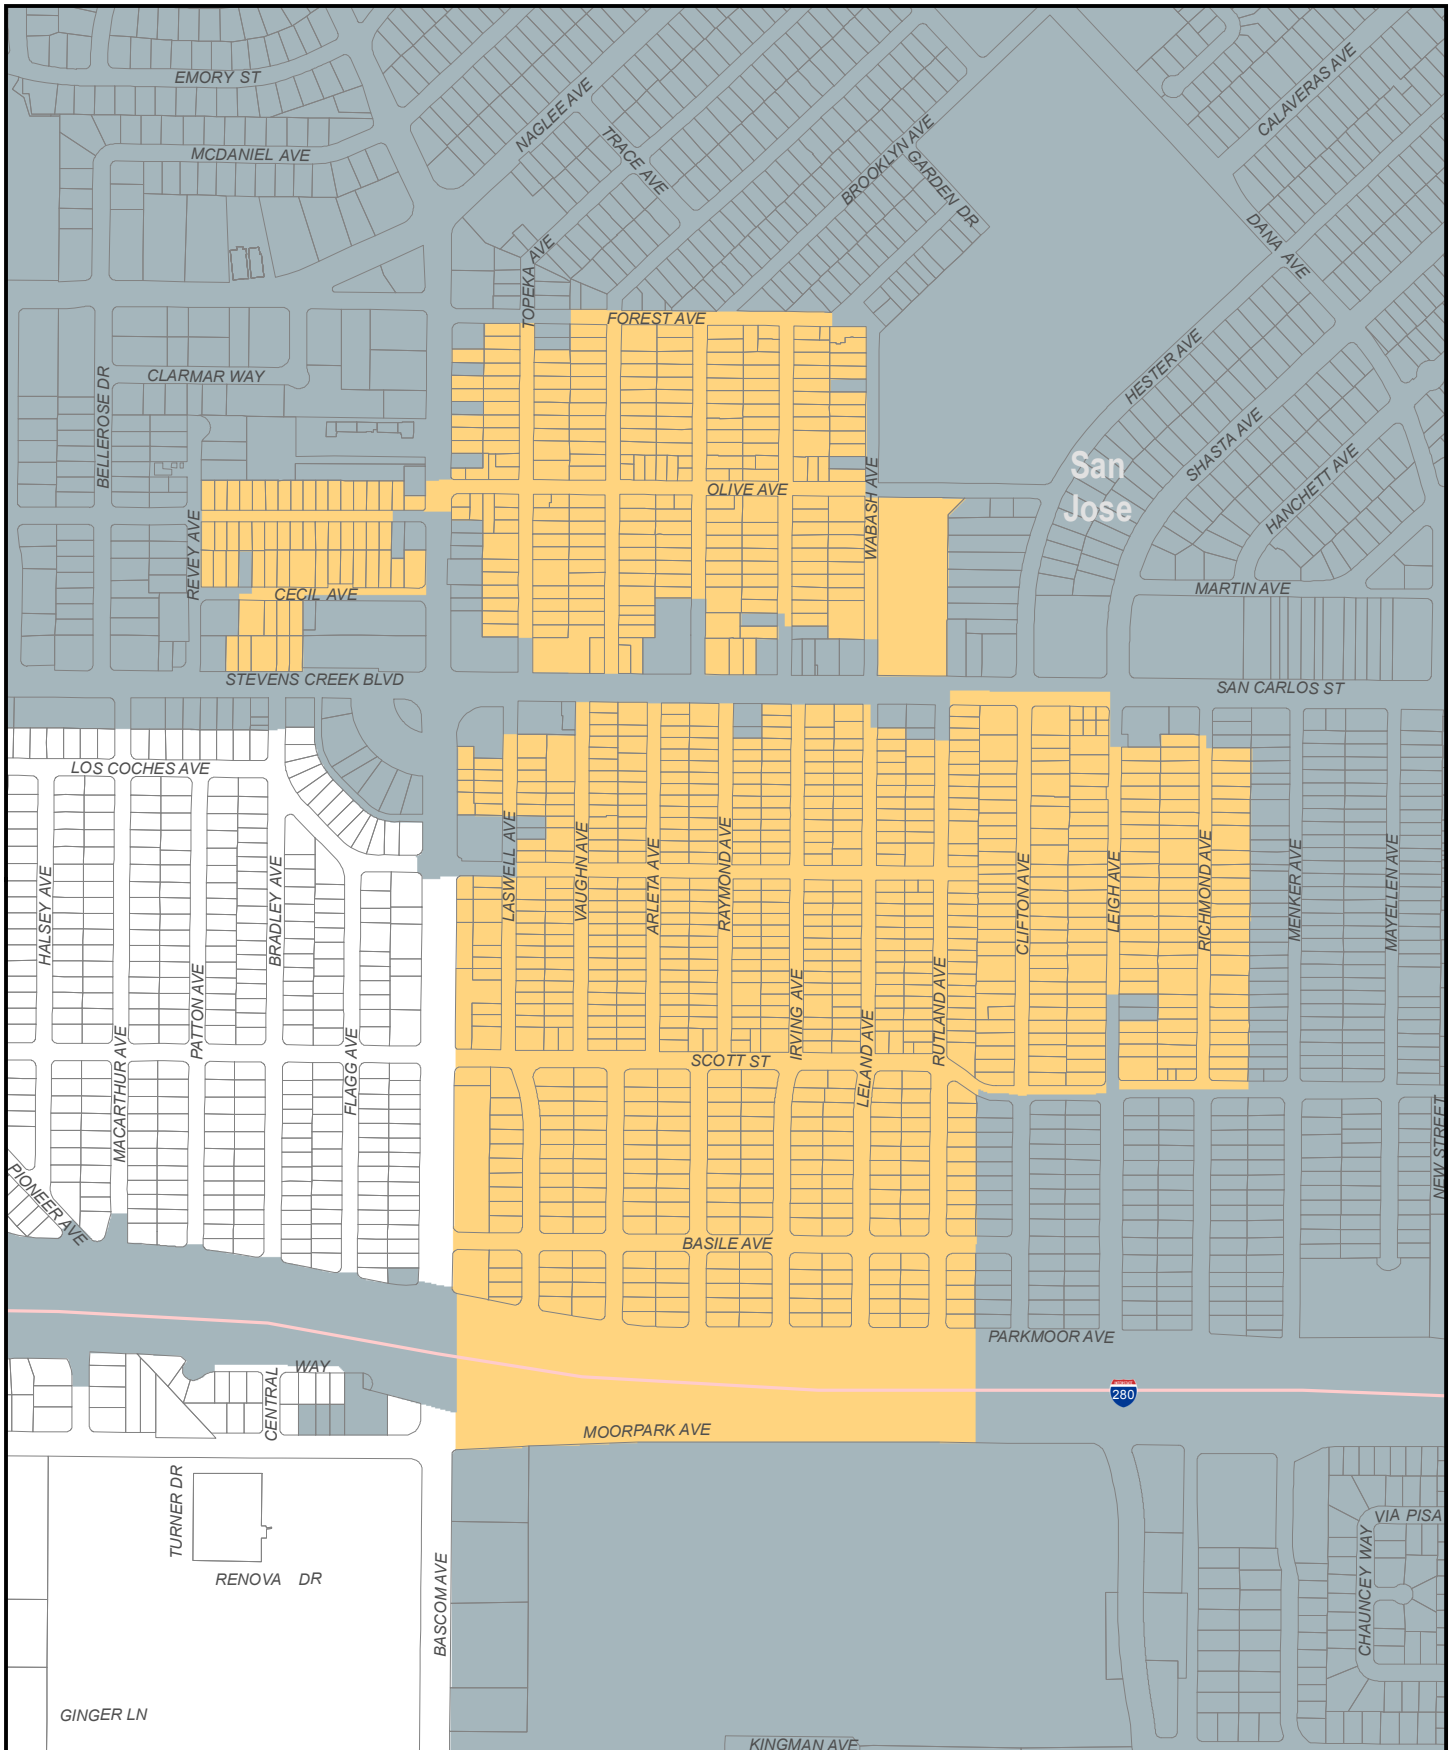 EMORY ST
NAGLEE AVE
CALAVERAS AVE
TRACE AVE
BROOKLYN AVE
GARDEN DR
MCDANIEL AVE
DANA AVE
TOPEKA AVE
FOREST AVE
HESTER AVE
CLARMAR WAY
BELLEROSE DR
SHASTA AVE
HANCHETT AVE
San
Jose
OLIVE AVE
WABASH AVE
REVEY AVE
CECIL AVE
MARTIN AVE
STEVENS CREEK BLVD
SAN CARLOS ST
LOS COCHES AVE
HALSEY AVE
BRADLEY AVE
LASWELL AVE
VAUGHN AVE
ARLETA AVE
RAYMOND AVE
CLIFTON AVE
LEIGH AVE
RICHMOND AVE
MENKER AVE
MAYELLEN AVE
MACARTHUR AVE
PATTON AVE
FLAGG AVE
IRVING AVE
LELAND AVE
RUTLAND AVE
SCOTT ST
NEW STREET
PIONEER AVE
BASILE AVE
PARKMOOR AVE
WAY
CENTRAL
280
MOORPARK AVE
TURNER DR
RENOVA DR
BASCOM AVE
VIA PISA
CHAUNCEY WAY
GINGER LN
KINGMAN AVE